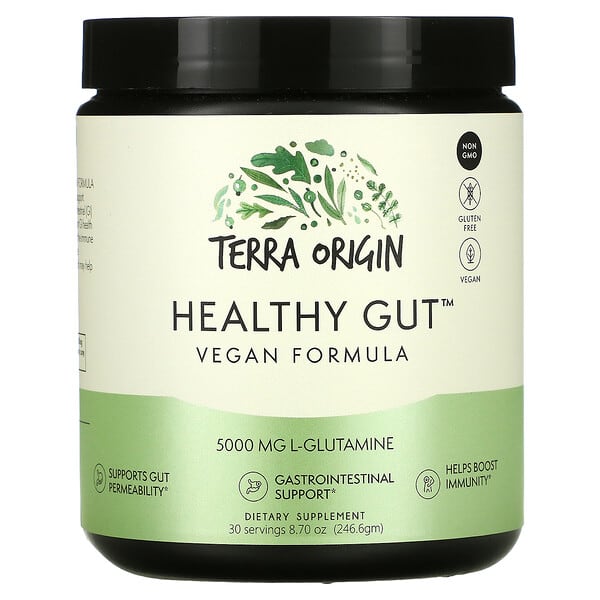 TERRA ORIGIN
HEALTHY GUT™
VEGAN FORMULA
NON
GMO
GLUTEN
FREE
VEGAN
5000 MG L-GLUTAMINE
SUPPORTS GUT
PERMEABILITY*
GASTROINTESTINAL
SUPPORT*
HELPS BOOST
IMMUNITY*
DIETARY SUPPLEMENT
30 servings 8.70 oz (246.6gm)